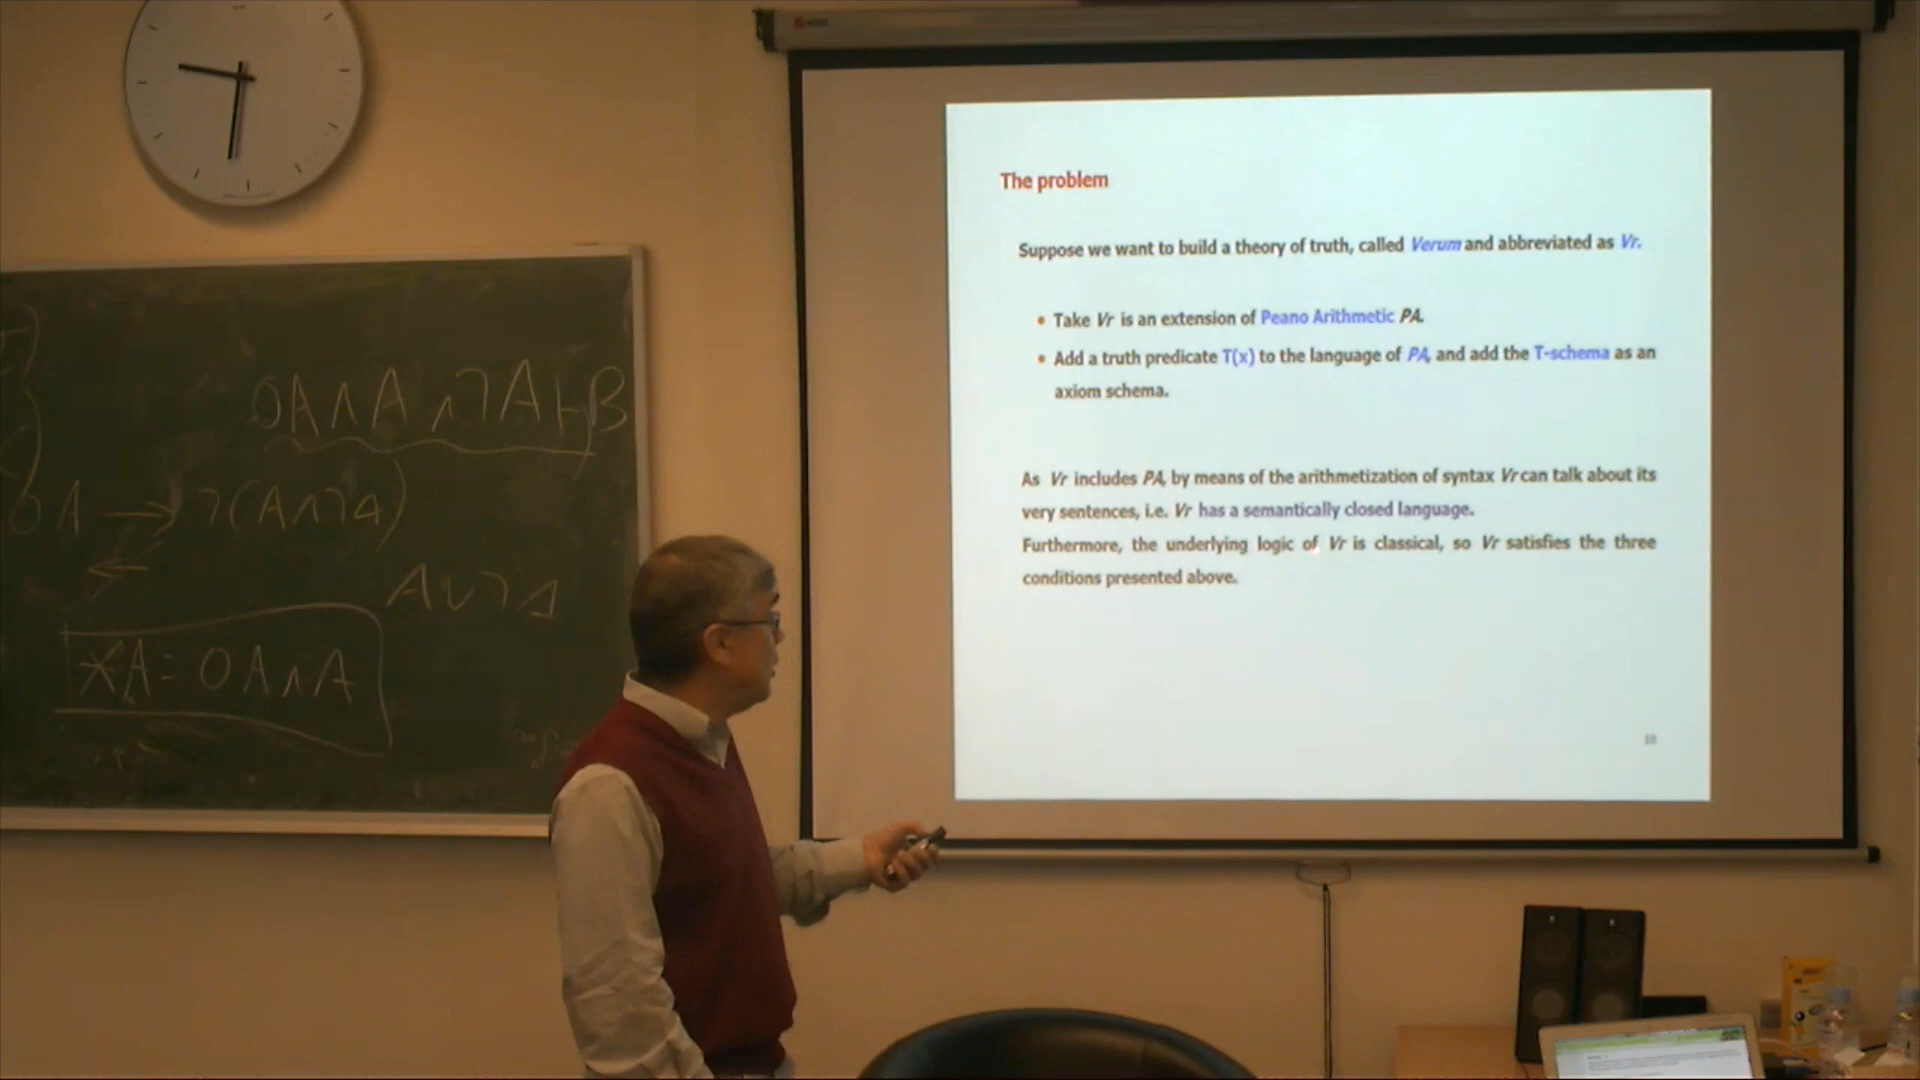 ◯A∧A∧¬A⊢B
◯A → ¬(A∧¬A)
←
A∨¬A
*A = ◯A∧A
The problem
Suppose we want to build a theory of truth, called Verum and abbreviated as Vr.
• Take Vr is an extension of Peano Arithmetic PA.
• Add a truth predicate T(x) to the language of PA, and add the T-schema as an
axiom schema.
As Vr includes PA, by means of the arithmetization of syntax Vr can talk about its
very sentences, i.e. Vr has a semantically closed language.
Furthermore, the underlying logic of Vr is classical, so Vr satisfies the three
conditions presented above.